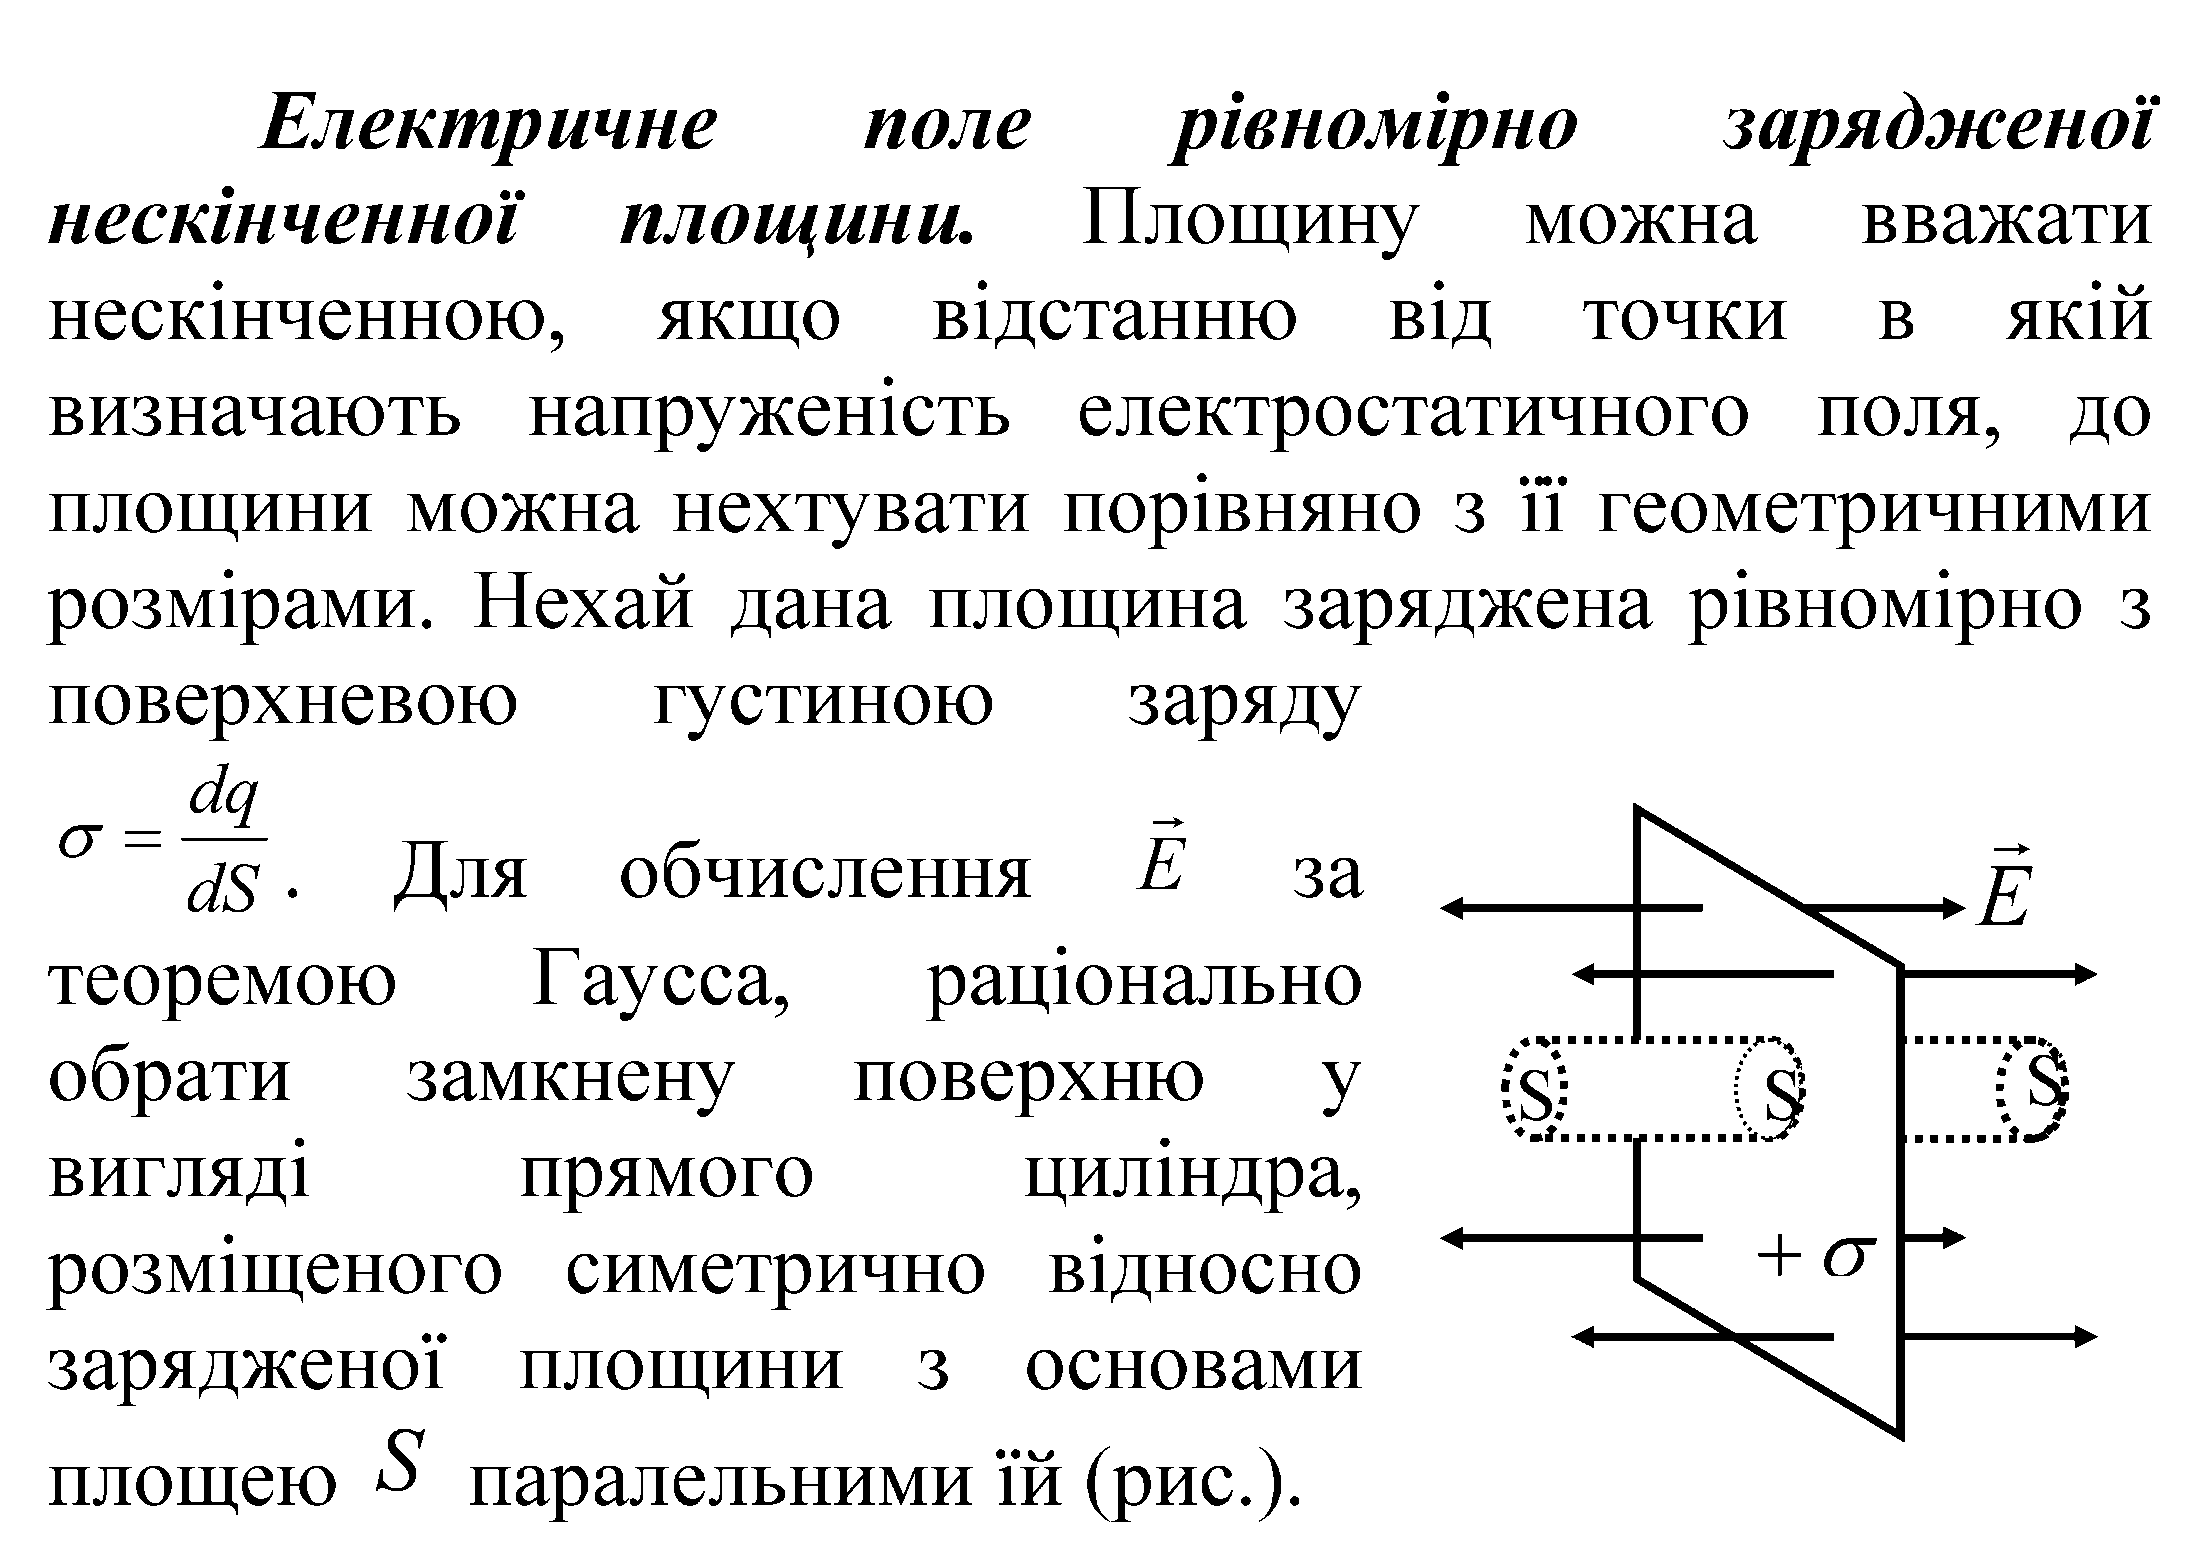 Електричне поле рівномірно зарядженої
нескінченної площини. Площину можна вважати
нескінченною, якщо відстанню від точки в якій
визначають напруженість електростатичного поля, до
площини можна нехтувати порівняно з її геометричними
розмірами. Нехай дана площина заряджена рівномірно з
поверхневою густиною заряду
σ = dq/dS. Для обчислення E⃗ за
теоремою Гаусса, раціонально
обрати замкнену поверхню у
вигляді прямого циліндра,
розміщеного симетрично відносно
зарядженої площини з основами
площею S паралельними їй (рис.).
E⃗
S S S
+ σ